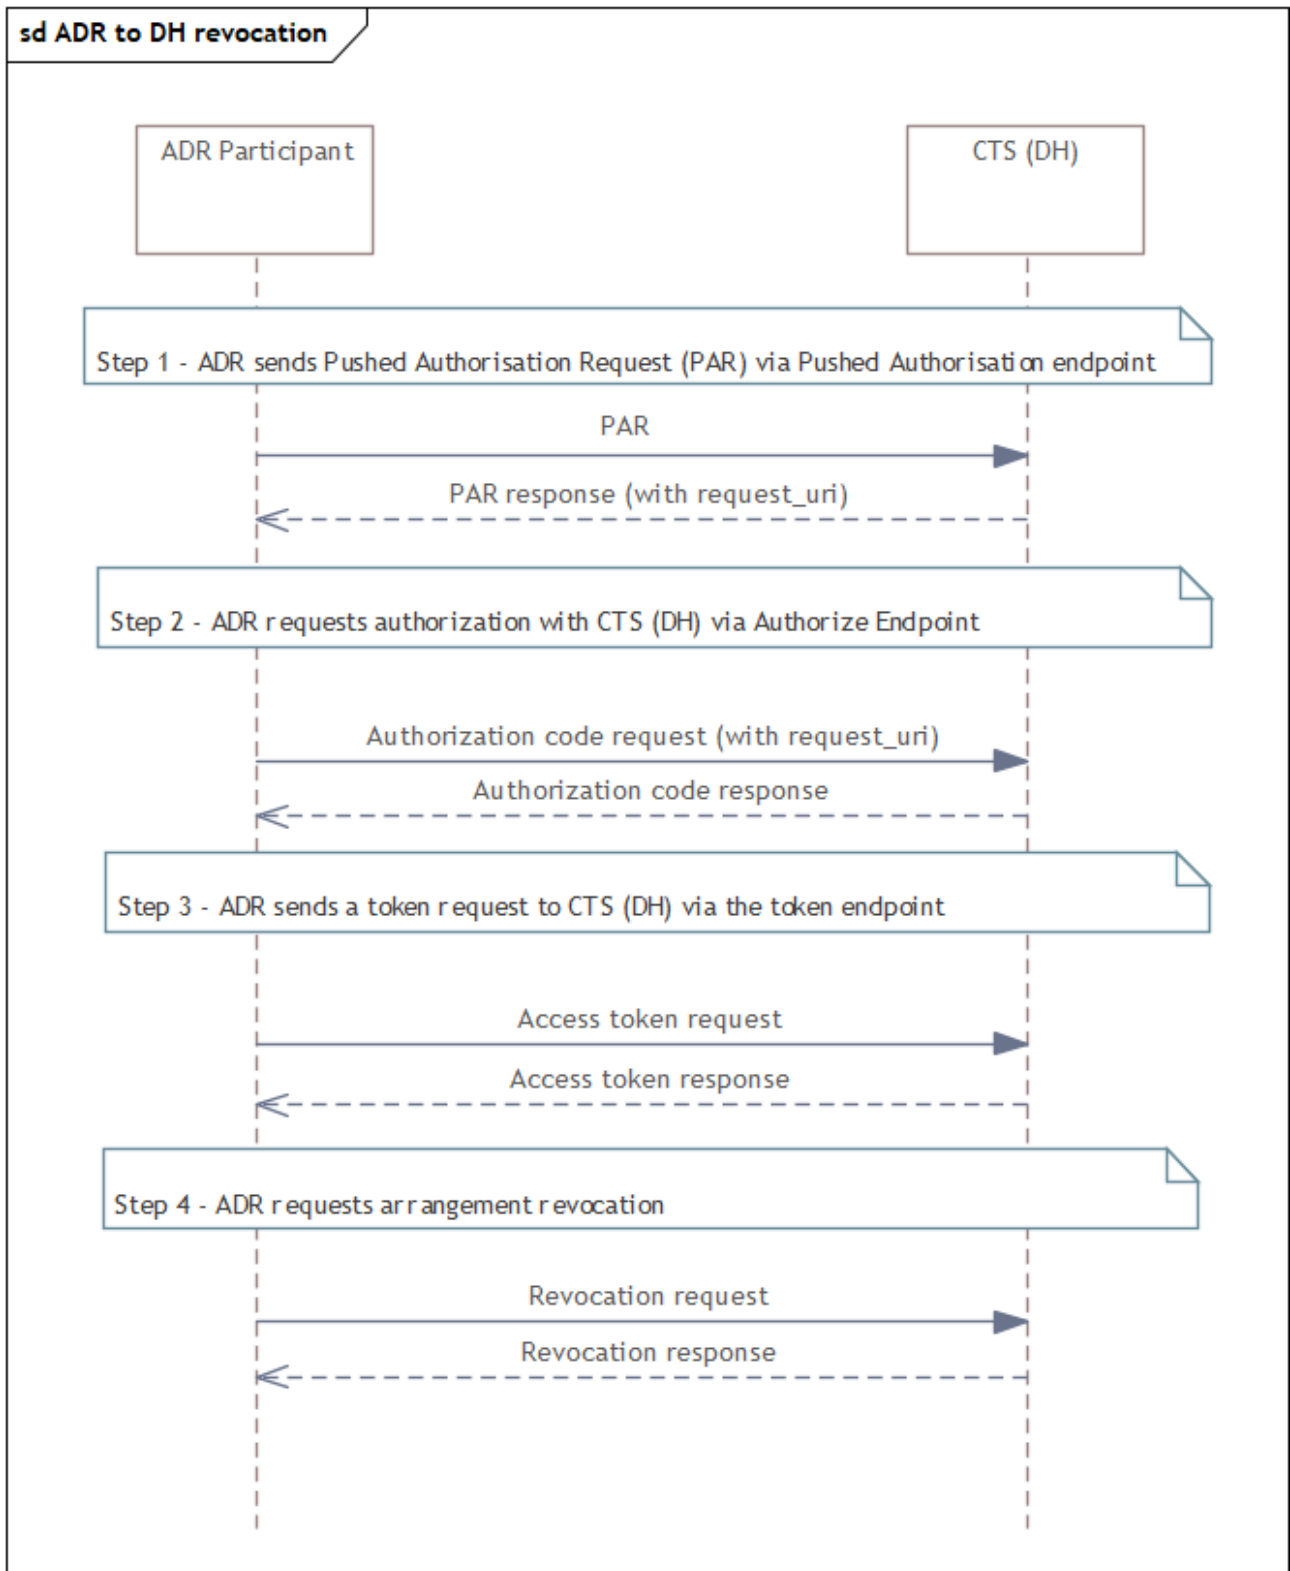 sd ADR to DH revocation
ADR Participant
CTS (DH)
Step 1 - ADR sends Pushed Authorisation Request (PAR) via Pushed Authorisation endpoint
PAR
PAR response (with request_uri)
Step 2 - ADR requests authorization with CTS (DH) via Authorize Endpoint
Authorization code request (with request_uri)
Authorization code response
Step 3 - ADR sends a token request to CTS (DH) via the token endpoint
Access token request
Access token response
Step 4 - ADR requests arrangement revocation
Revocation request
Revocation response